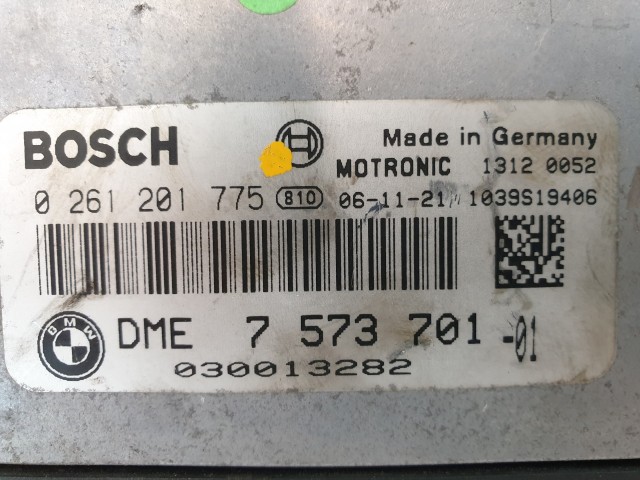 BOSCH
Made in Germany
MOTRONIC 1312 0052
0 261 201 775 810 06-11-21 1039S19406
BMW
DME 7 573 701 -01
030013282